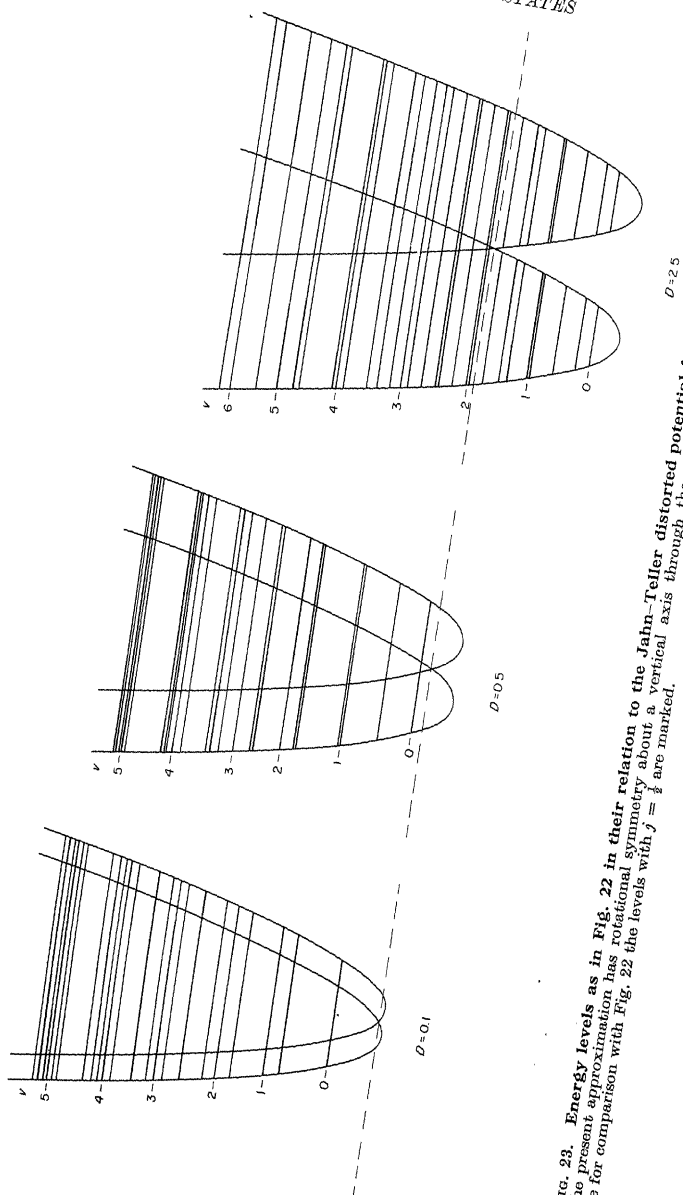 v
6
5
4
3
2
1
0
D=2 5
v
5
4
3
2
1
0
D=0 5
v
5
4
3
2
1
0
D=0.1
23. Energy levels as in Fig. 22 in their relation to the Jahn–Teller distorted potential
present approximation has rotational symmetry about a vertical axis through the
for comparison with Fig. 22 the levels with j = ½ are marked.